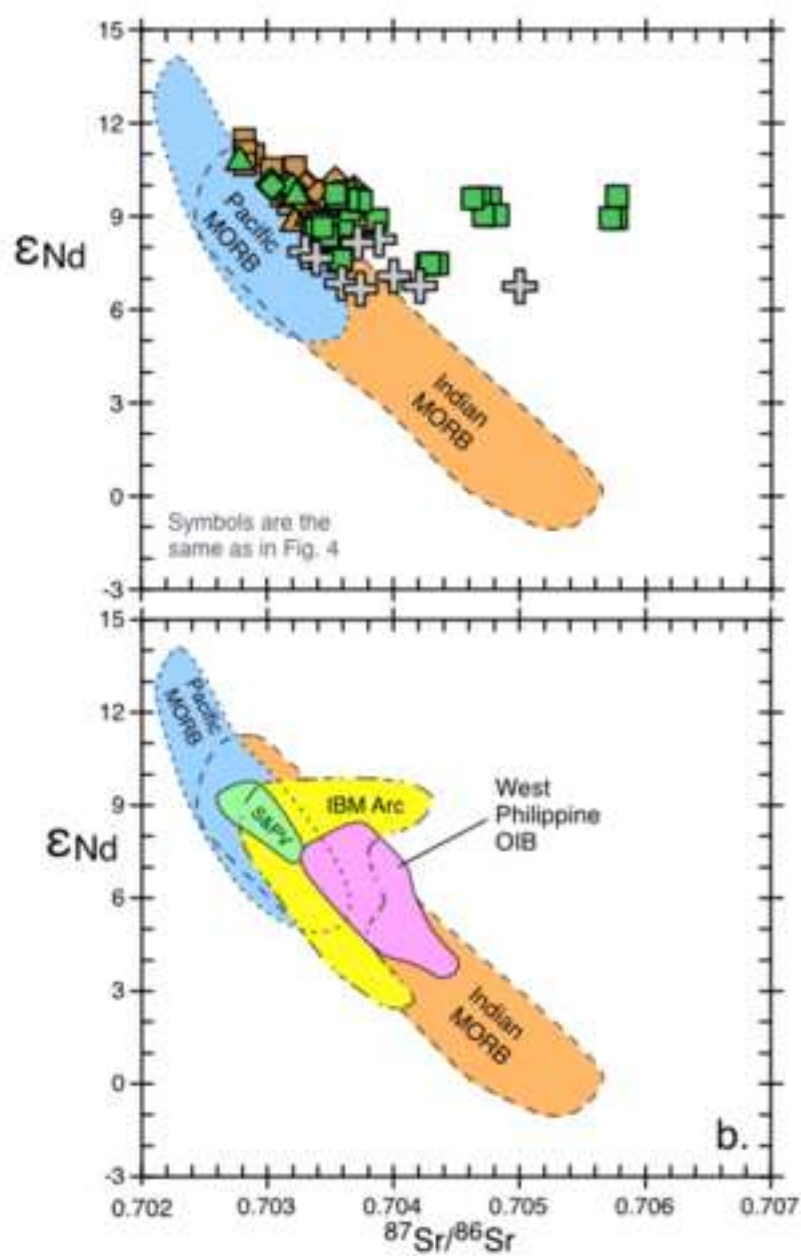 15
12
9
6
3
0
-3
εNd
Pacific
MORB
Indian
MORB
Symbols are the
same as in Fig. 4
15
12
9
6
3
0
-3
εNd
Pacific
MORB
S&PV
IBM Arc
West
Philippine
OIB
Indian
MORB
b.
0.702 0.703 0.704 0.705 0.706 0.707
87Sr/86Sr